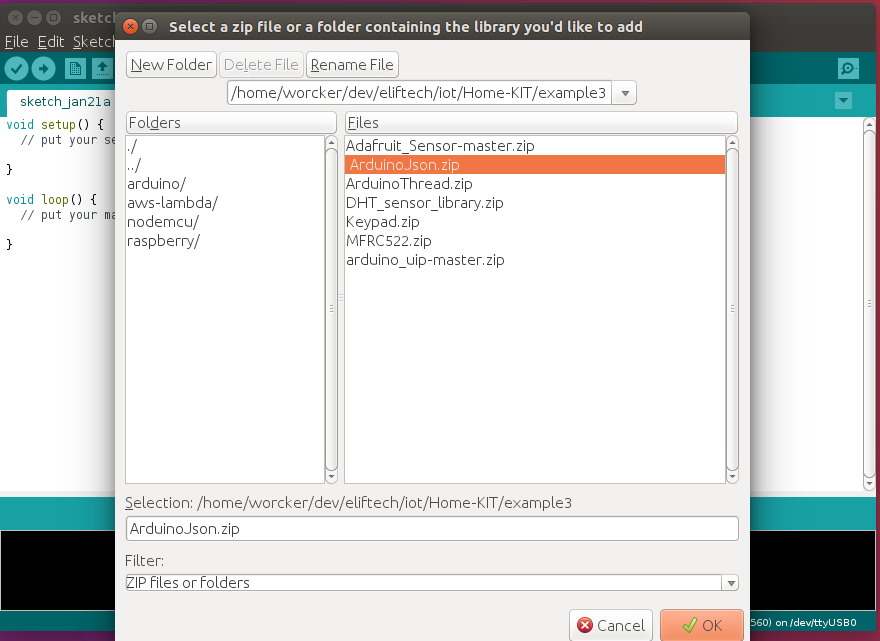 sketch
Select a zip file or a folder containing the library you'd like to add
File Edit Sketch
New Folder Delete File Rename File
/home/worcker/dev/eliftech/iot/Home-KIT/example3
sketch_jan21a
Folders
Files
void setup() {
// put your se
}
void loop() {
// put your ma
}
./
../
arduino/
aws-lambda/
nodemcu/
raspberry/
Adafruit_Sensor-master.zip
ArduinoJson.zip
ArduinoThread.zip
DHT_sensor_library.zip
Keypad.zip
MFRC522.zip
arduino_uip-master.zip
Selection: /home/worcker/dev/eliftech/iot/Home-KIT/example3
ArduinoJson.zip
Filter:
ZIP files or folders
Cancel OK
560) on /dev/ttyUSB0